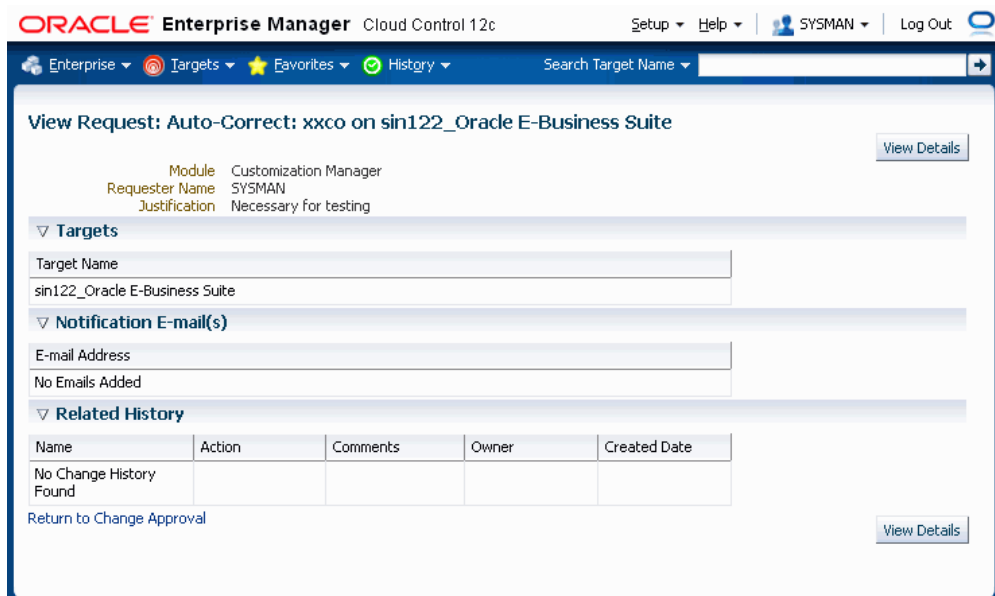 ORACLE Enterprise Manager Cloud Control 12c Setup Help SYSMAN Log Out
Enterprise Targets Favorites History Search Target Name
View Request: Auto-Correct: xxco on sin122_Oracle E-Business Suite
View Details
Module Customization Manager
Requester Name SYSMAN
Justification Necessary for testing
Targets
Target Name
sin122_Oracle E-Business Suite
Notification E-mail(s)
E-mail Address
No Emails Added
Related History
Name Action Comments Owner Created Date
No Change History
Found
Return to Change Approval
View Details